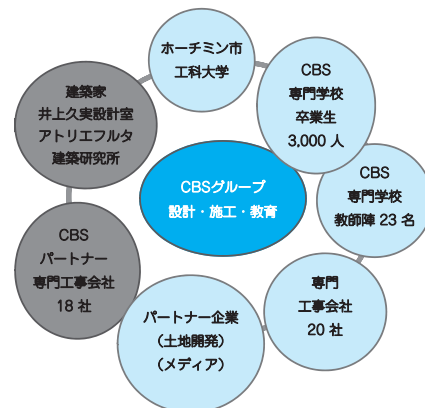 ホーチミン市
工科大学
CBS
専門学校
卒業生
3,000 人
CBS
専門学校
教師陣 23 名
専門
工事会社
20 社
パートナー企業
（土地開発）
（メディア）
CBS
パートナー
専門工事会社
18 社
建築家
井上久実設計室
アトリエフルタ
建築研究所
CBSグループ
設計・施工・教育